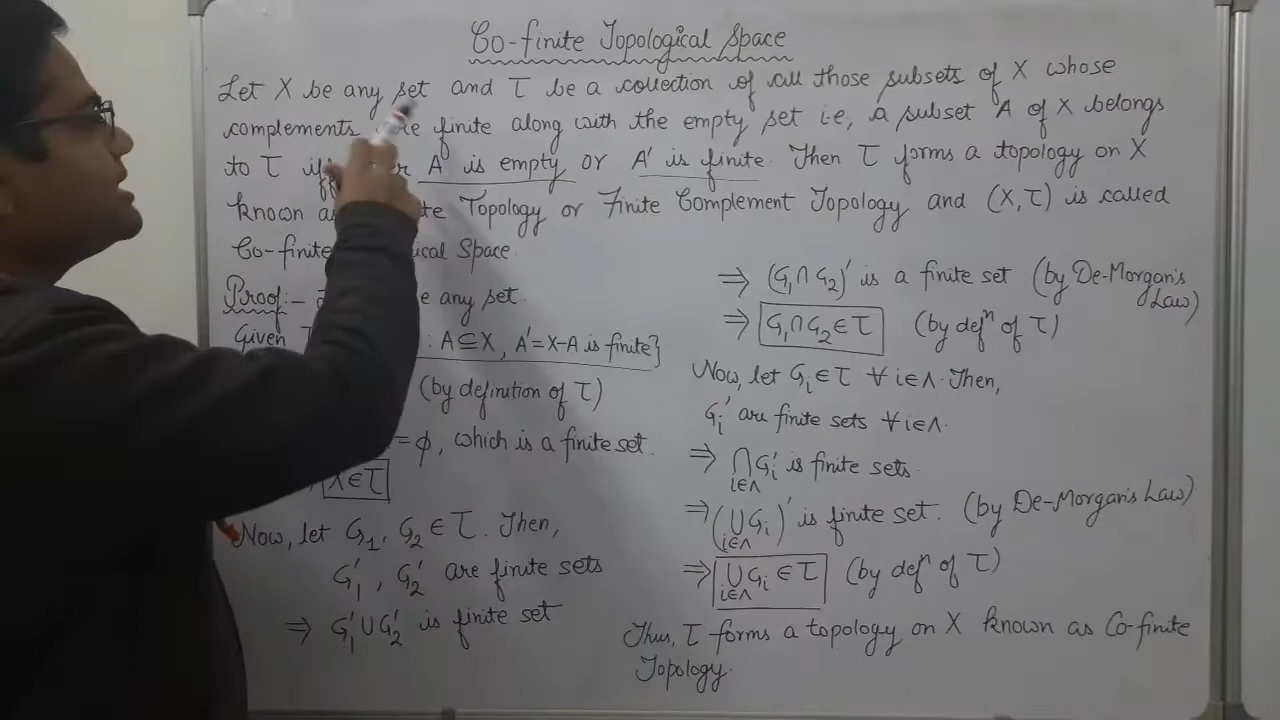 Co-finite Topological Space
Let X be any set and τ be a collection of all those subsets of X whose
complements finite along with the empty set i.e., a subset A of X belongs
to τ A is empty or A' is finite. Then τ forms a topology on X
known Topology or Finite Complement Topology and (X, τ) is called
Co-finite Space.
Proof:- any set.
Given : A⊆X, A'=X-A is finite}
(by definition of τ)
=φ, which is a finite set.
X∈τ
Now, let G₁, G₂ ∈ τ. Then,
G₁', G₂' are finite sets
⇒ G₁'∪G₂' is finite set
⇒ (G₁∩G₂)' is a finite set (by De-Morgan's Law)
⇒ G₁∩G₂∈τ (by defⁿ of τ)
Now, let Gᵢ∈τ ∀ i∈Λ. Then,
Gᵢ' are finite sets ∀ i∈Λ.
⇒ ∩ Gᵢ' is finite sets.
i∈Λ
⇒ (∪Gᵢ)' is finite set. (by De-Morgan's Law)
i∈Λ
⇒ ∪Gᵢ ∈ τ (by defⁿ of τ)
i∈Λ
Thus, τ forms a topology on X known as Co-finite
Topology.